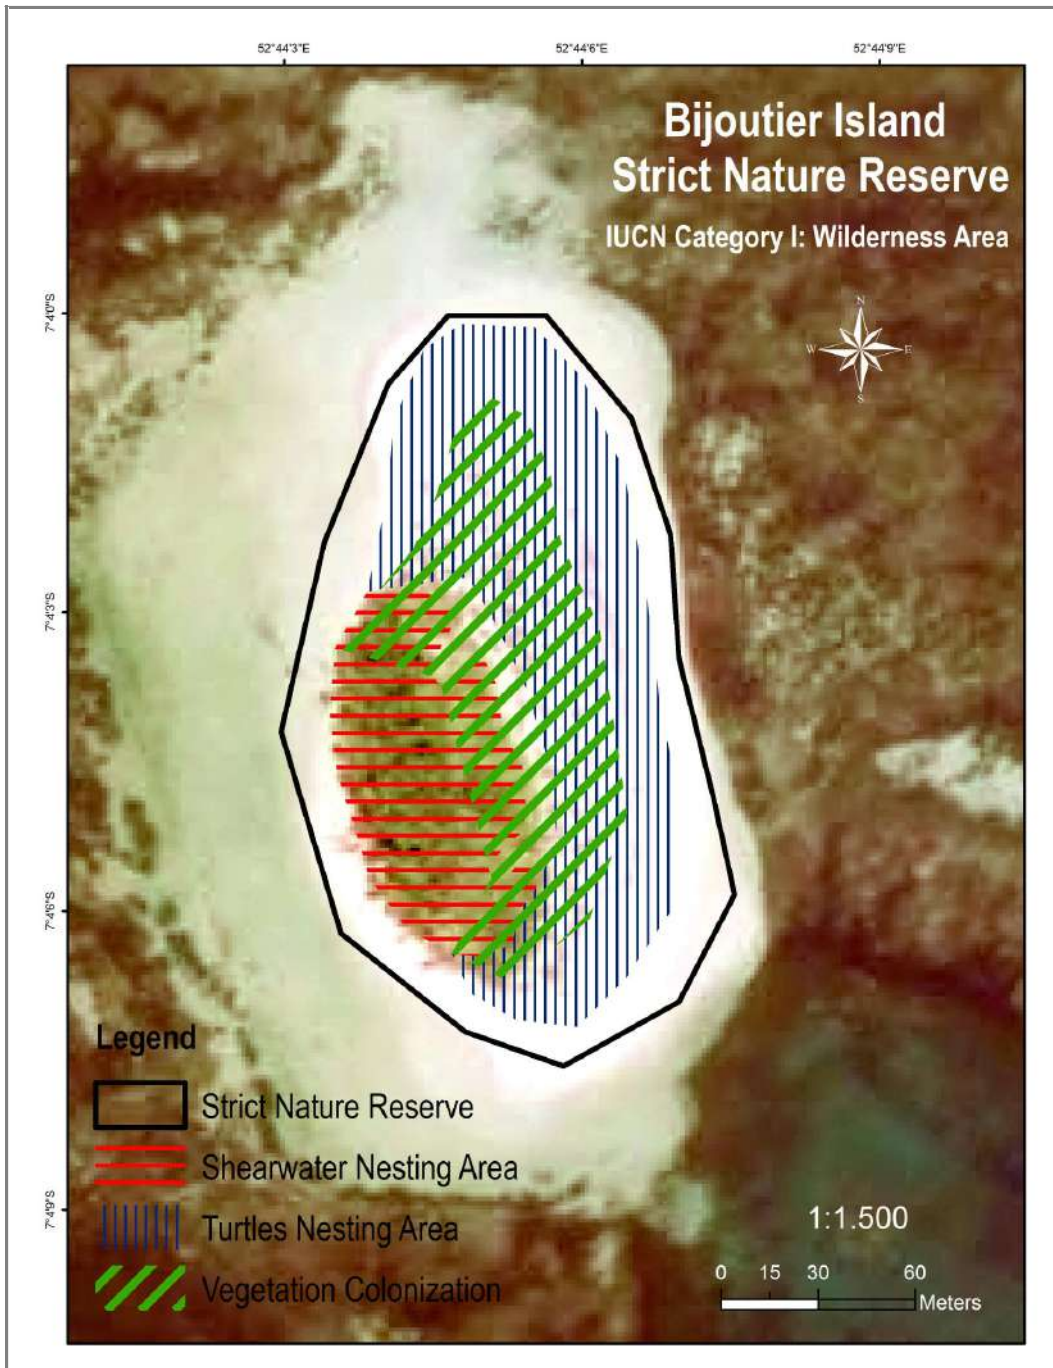 52°44'3"E 52°44'6"E 52°44'9"E
Bijoutier Island
Strict Nature Reserve
IUCN Category I: Wilderness Area
N
W E
S
7°4'0"S
7°4'3"S
7°4'6"S
7°4'9"S
Legend
Strict Nature Reserve
Shearwater Nesting Area
Turtles Nesting Area
Vegetation Colonization
1:1.500
0 15 30 60
Meters